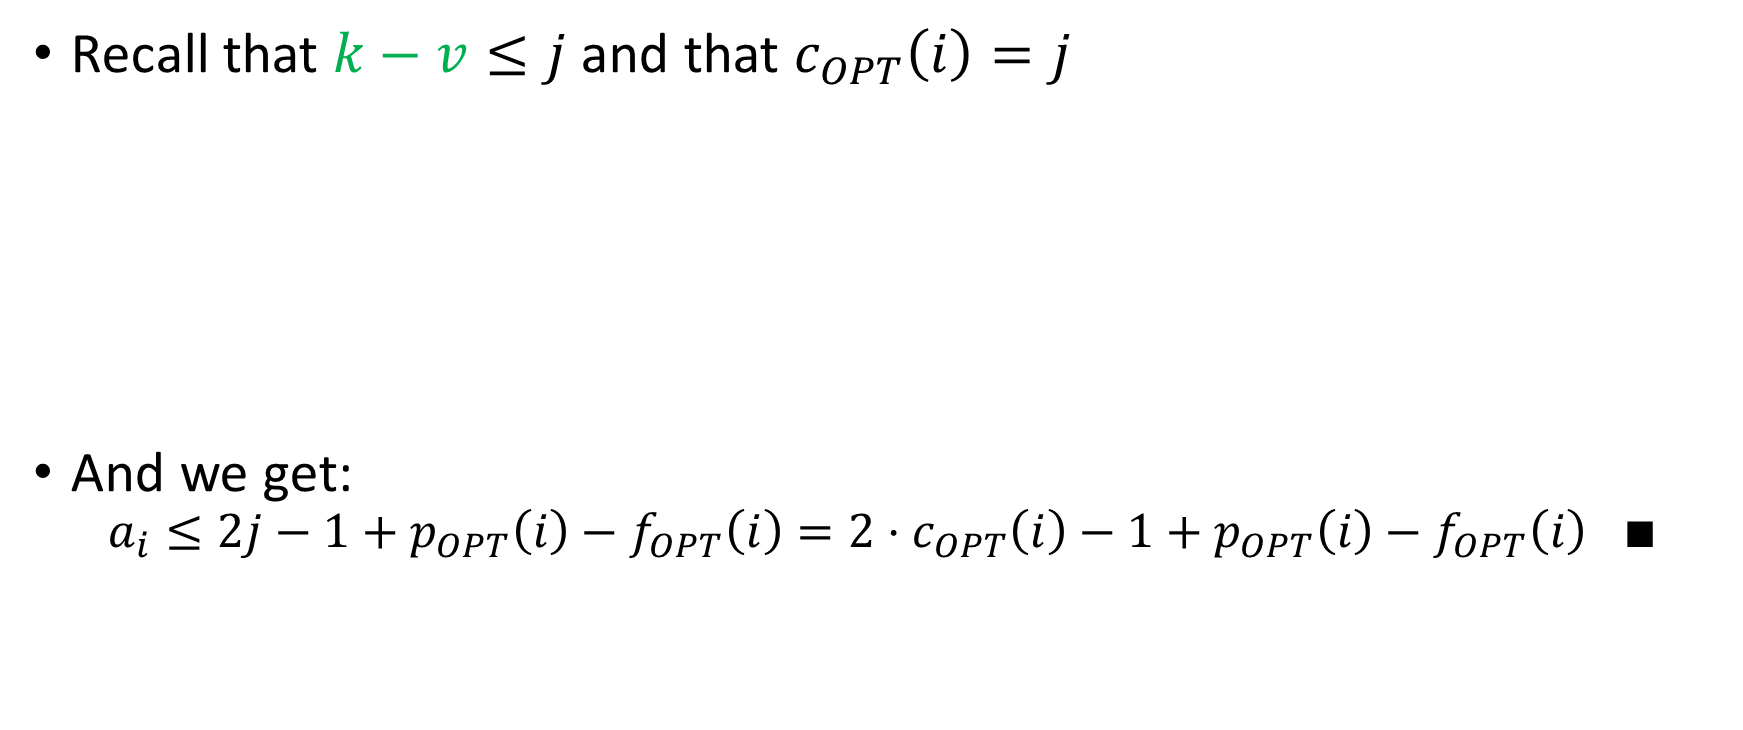 • Recall that k − v ≤ j and that c_OPT(i) = j
• And we get:
a_i ≤ 2j − 1 + p_OPT(i) − f_OPT(i) = 2 · c_OPT(i) − 1 + p_OPT(i) − f_OPT(i) ■